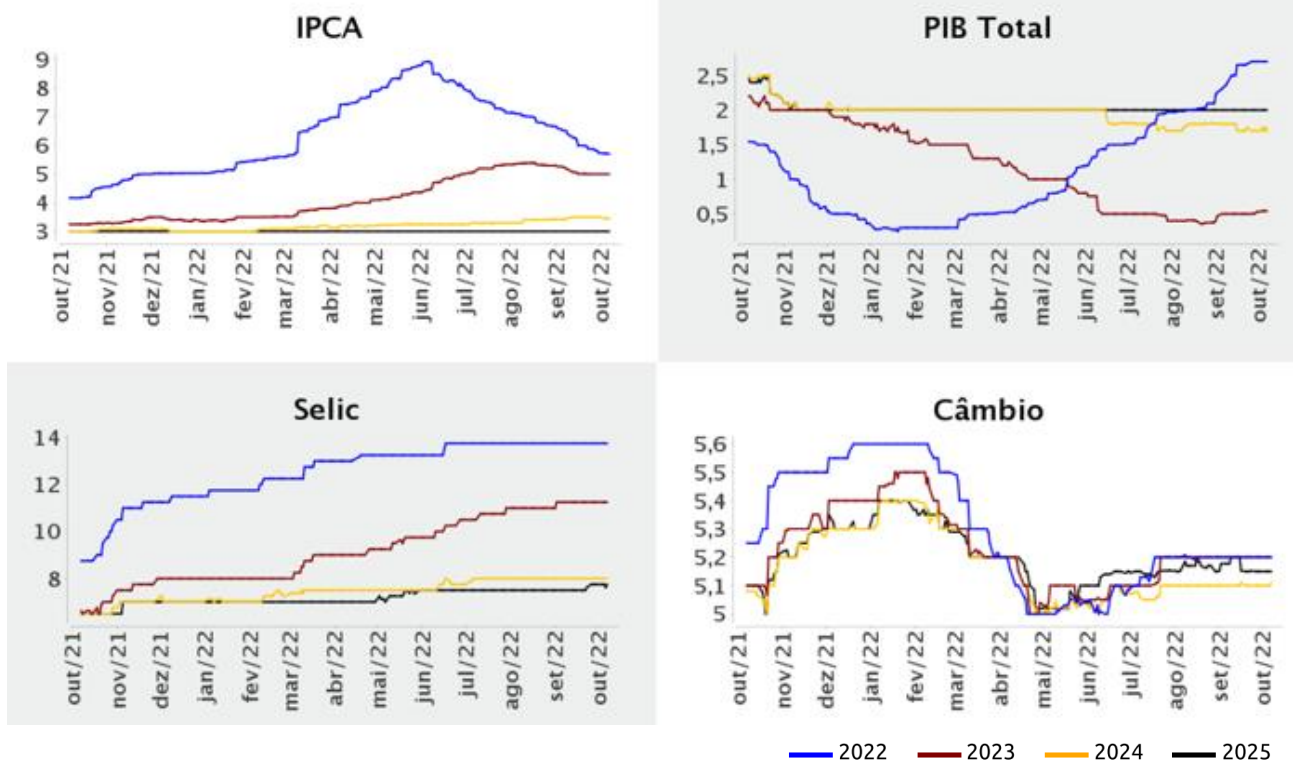 IPCA
9
8
7
6
5
4
3
out/21
nov/21
dez/21
jan/22
fev/22
mar/22
abr/22
mai/22
jun/22
jul/22
ago/22
set/22
out/22
PIB Total
2,5
2
1,5
1
0,5
out/21
nov/21
dez/21
jan/22
fev/22
mar/22
abr/22
mai/22
jun/22
jul/22
ago/22
set/22
out/22
Selic
14
12
10
8
out/21
nov/21
dez/21
jan/22
fev/22
mar/22
abr/22
mai/22
jun/22
jul/22
ago/22
set/22
out/22
Câmbio
5,6
5,5
5,4
5,3
5,2
5,1
5
out/21
nov/21
dez/21
jan/22
fev/22
mar/22
abr/22
mai/22
jun/22
jul/22
ago/22
set/22
out/22
2022 2023 2024 2025